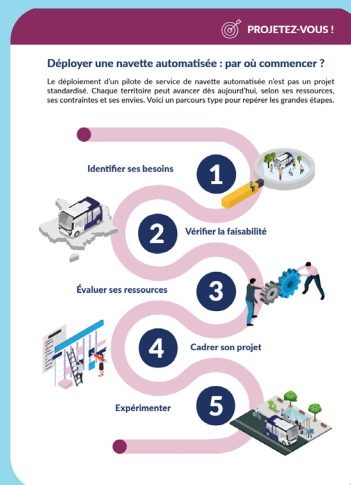 PROJETEZ-VOUS !
Déployer une navette automatisée : par où commencer ?
Le déploiement d'un pilote de service de navette automatisée n'est pas un projet
standardisé. Chaque territoire peut avancer dès aujourd'hui, selon ses ressources,
ses contraintes et ses envies. Voici un parcours type pour repérer les grandes étapes.
Identifier ses besoins
1
2
Vérifier la faisabilité
Évaluer ses ressources
3
4
Cadrer son projet
Expérimenter
5